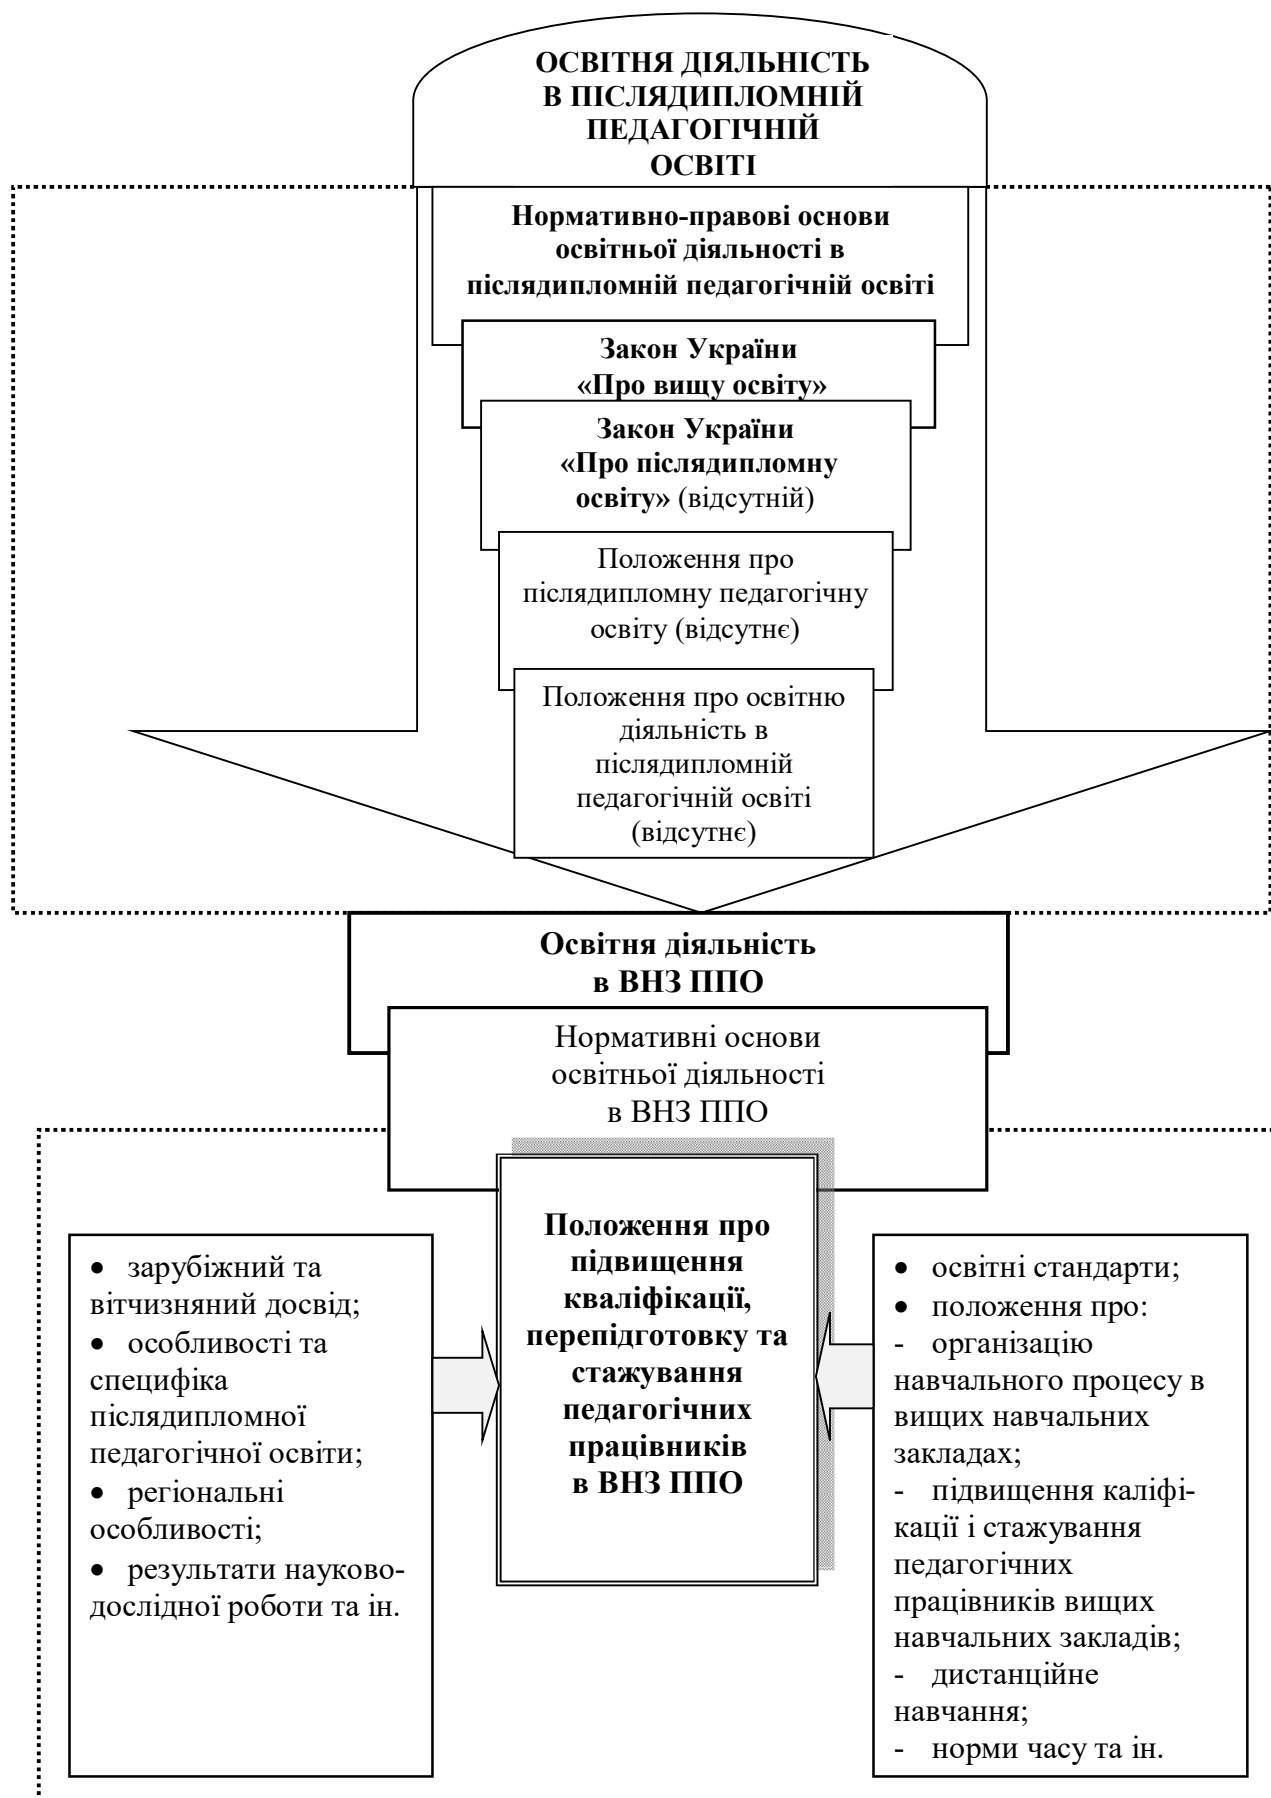 ОСВІТНЯ ДІЯЛЬНІСТЬ
В ПІСЛЯДИПЛОМНІЙ
ПЕДАГОГІЧНІЙ
ОСВІТІ
Нормативно-правові основи
освітньої діяльності в
післядипломній педагогічній освіті
Закон України
«Про вищу освіту»
Закон України
«Про післядипломну
освіту» (відсутній)
Положення про
післядипломну педагогічну
освіту (відсутнє)
Положення про освітню
діяльність в
післядипломній
педагогічній освіті
(відсутнє)
Освітня діяльність
в ВНЗ ППО
Нормативні основи
освітньої діяльності
в ВНЗ ППО
• зарубіжний та
вітчизняний досвід;
• особливості та
специфіка
післядипломної
педагогічної освіти;
• регіональні
особливості;
• результати науково-
дослідної роботи та ін.
Положення про
підвищення
кваліфікації,
перепідготовку та
стажування
педагогічних
працівників
в ВНЗ ППО
• освітні стандарти;
• положення про:
- організацію
навчального процесу в
вищих навчальних
закладах;
- підвищення каліфі-
кації і стажування
педагогічних
працівників вищих
навчальних закладів;
- дистанційне
навчання;
- норми часу та ін.